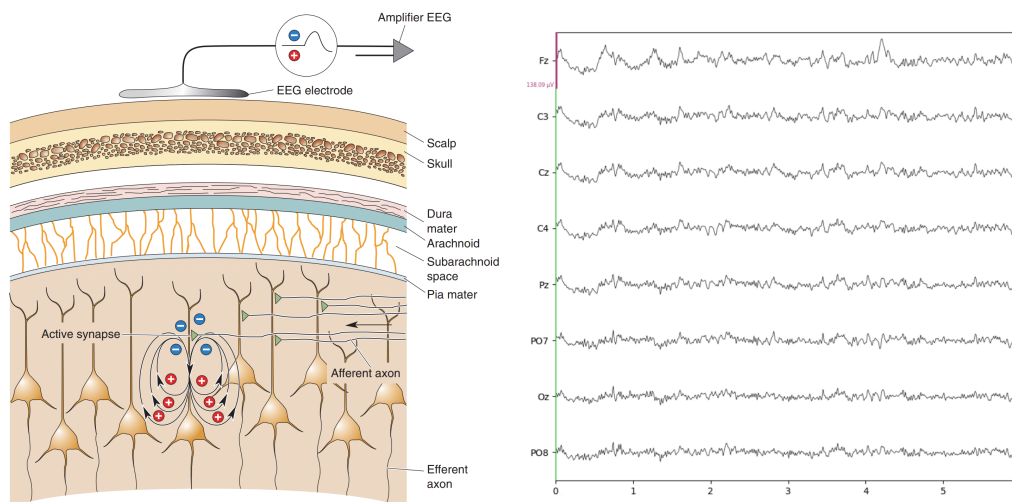 Amplifier EEG
EEG electrode
Scalp
Skull
Dura
mater
Arachnoid
Subarachnoid
space
Pia mater
Active synapse
Afferent axon
Efferent
axon
Fz
138.09 µV
C3
Cz
C4
Pz
PO7
Oz
PO8
0
1
2
3
4
5